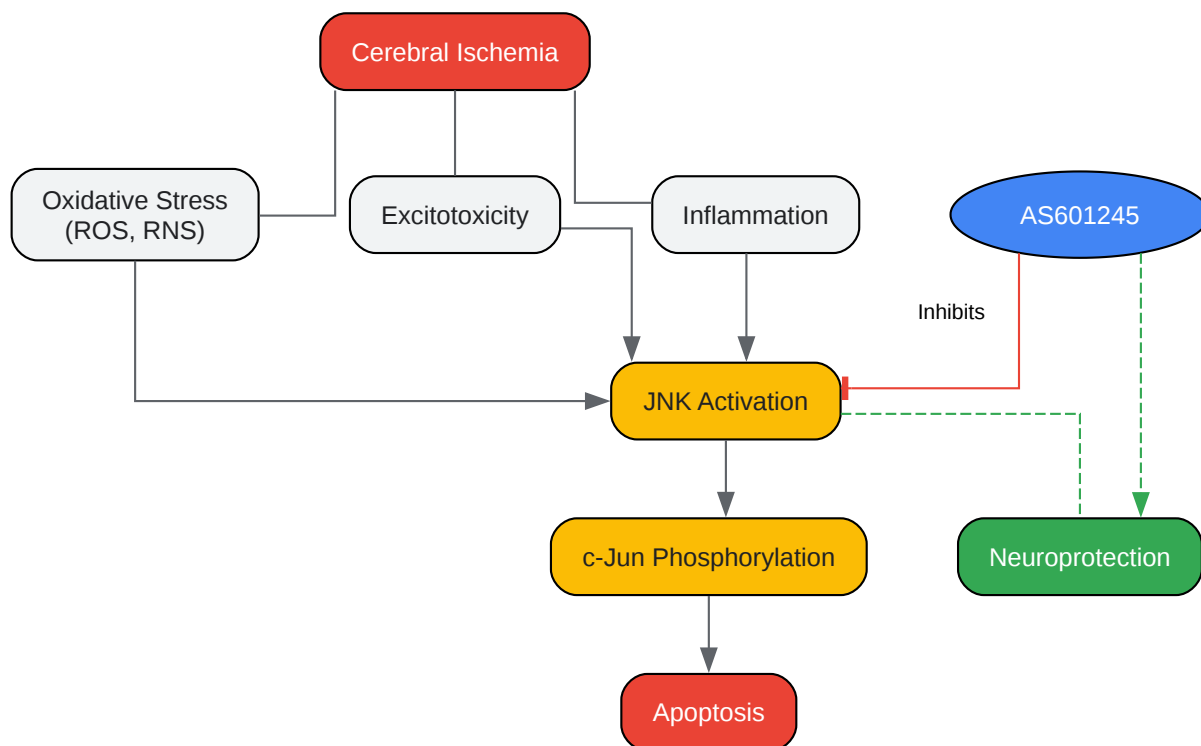 Cerebral Ischemia
Oxidative Stress
(ROS, RNS)
Excitotoxicity
Inflammation
AS601245
Inhibits
JNK Activation
c-Jun Phosphorylation
Neuroprotection
Apoptosis